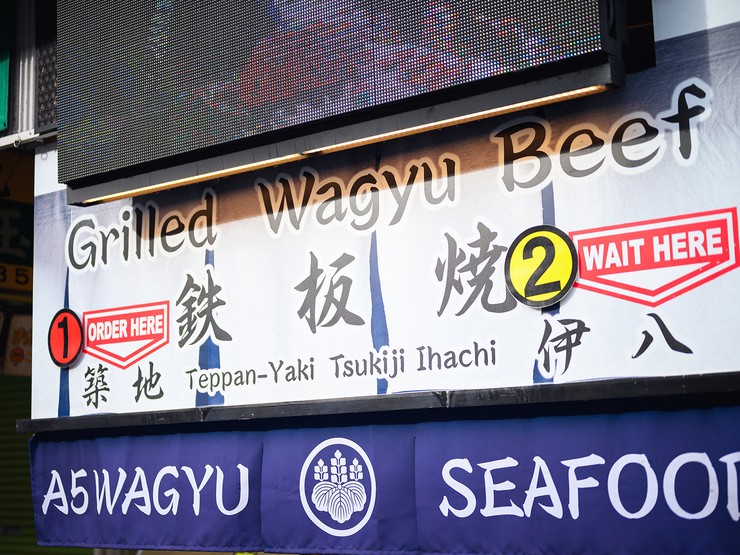 Grilled Wagyu Beef
鉄板焼
1 ORDER HERE
2 WAIT HERE
築地 Teppan-Yaki Tsukiji Ihachi 伊八
A5WAGYU SEAFOOD